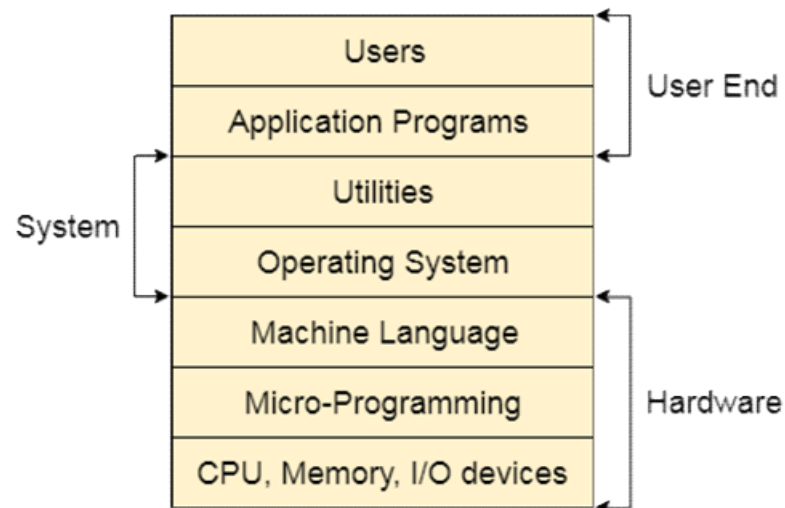 Users
User End
Application Programs
Utilities
System
Operating System
Machine Language
Micro-Programming
Hardware
CPU, Memory, I/O devices